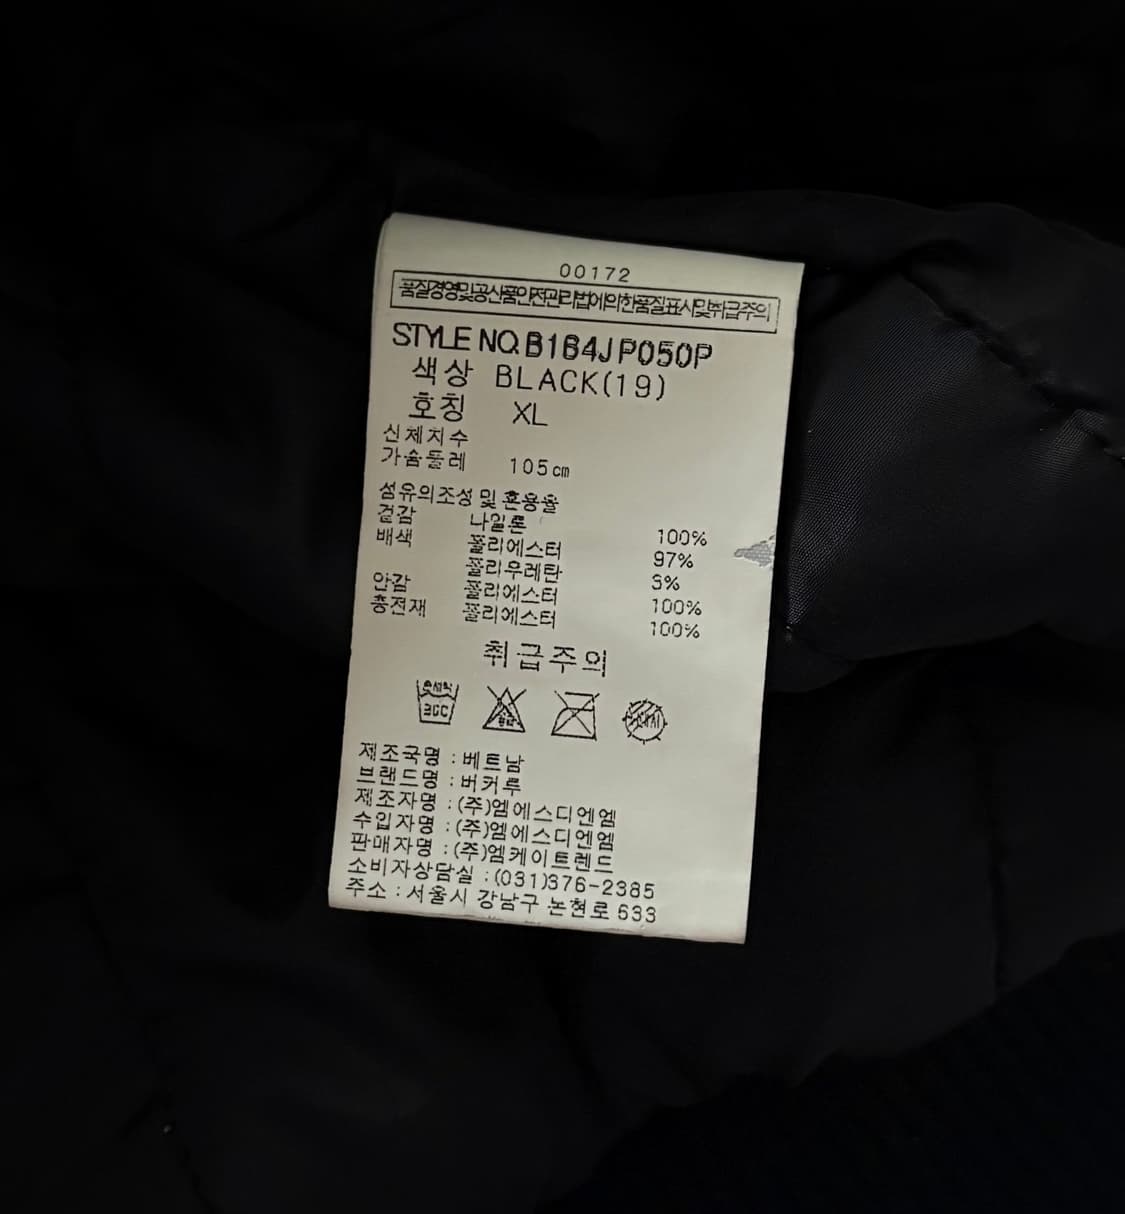 00172
품질경영및공산품안전관리법에의한품질표시및취급주의
STYLE NO.B164JP050P
색상 BLACK(19)
호칭 XL
신체치수
가슴둘레 105cm
섬유의조성 및 혼용율
겉감 나일론 100%
배색 폴리에스터 97%
폴리우레탄 3%
안감 폴리에스터 100%
충전재 폴리에스터 100%
취급주의
손세탁
30C
제조국명 : 베트남
브랜드명 : 버커루
제조자명 : (주)엠에스디엔엠
수입자명 : (주)엠에스디엔엠
판매자명 : (주)엠케이트렌드
소비자상담실 : (031)376-2385
주소 : 서울시 강남구 논현로 633